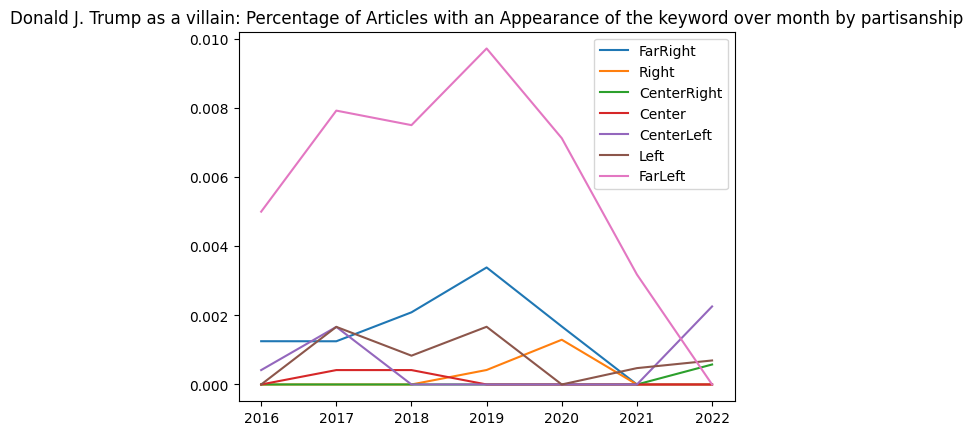 Donald J. Trump as a villain: Percentage of Articles with an Appearance of the keyword over month by partisanship
0.010
0.008
0.006
0.004
0.002
0.000
FarRight
Right
CenterRight
Center
CenterLeft
Left
FarLeft
2016 2017 2018 2019 2020 2021 2022